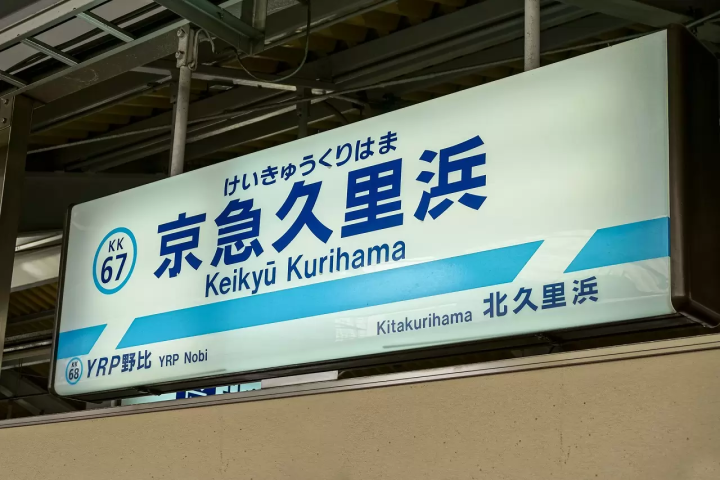 けいきゅうくりはま
KK
67
京急久里浜
Keikyū Kurihama
Kitakurihama 北久里浜
KK
68
YRP野比 YRP Nobi